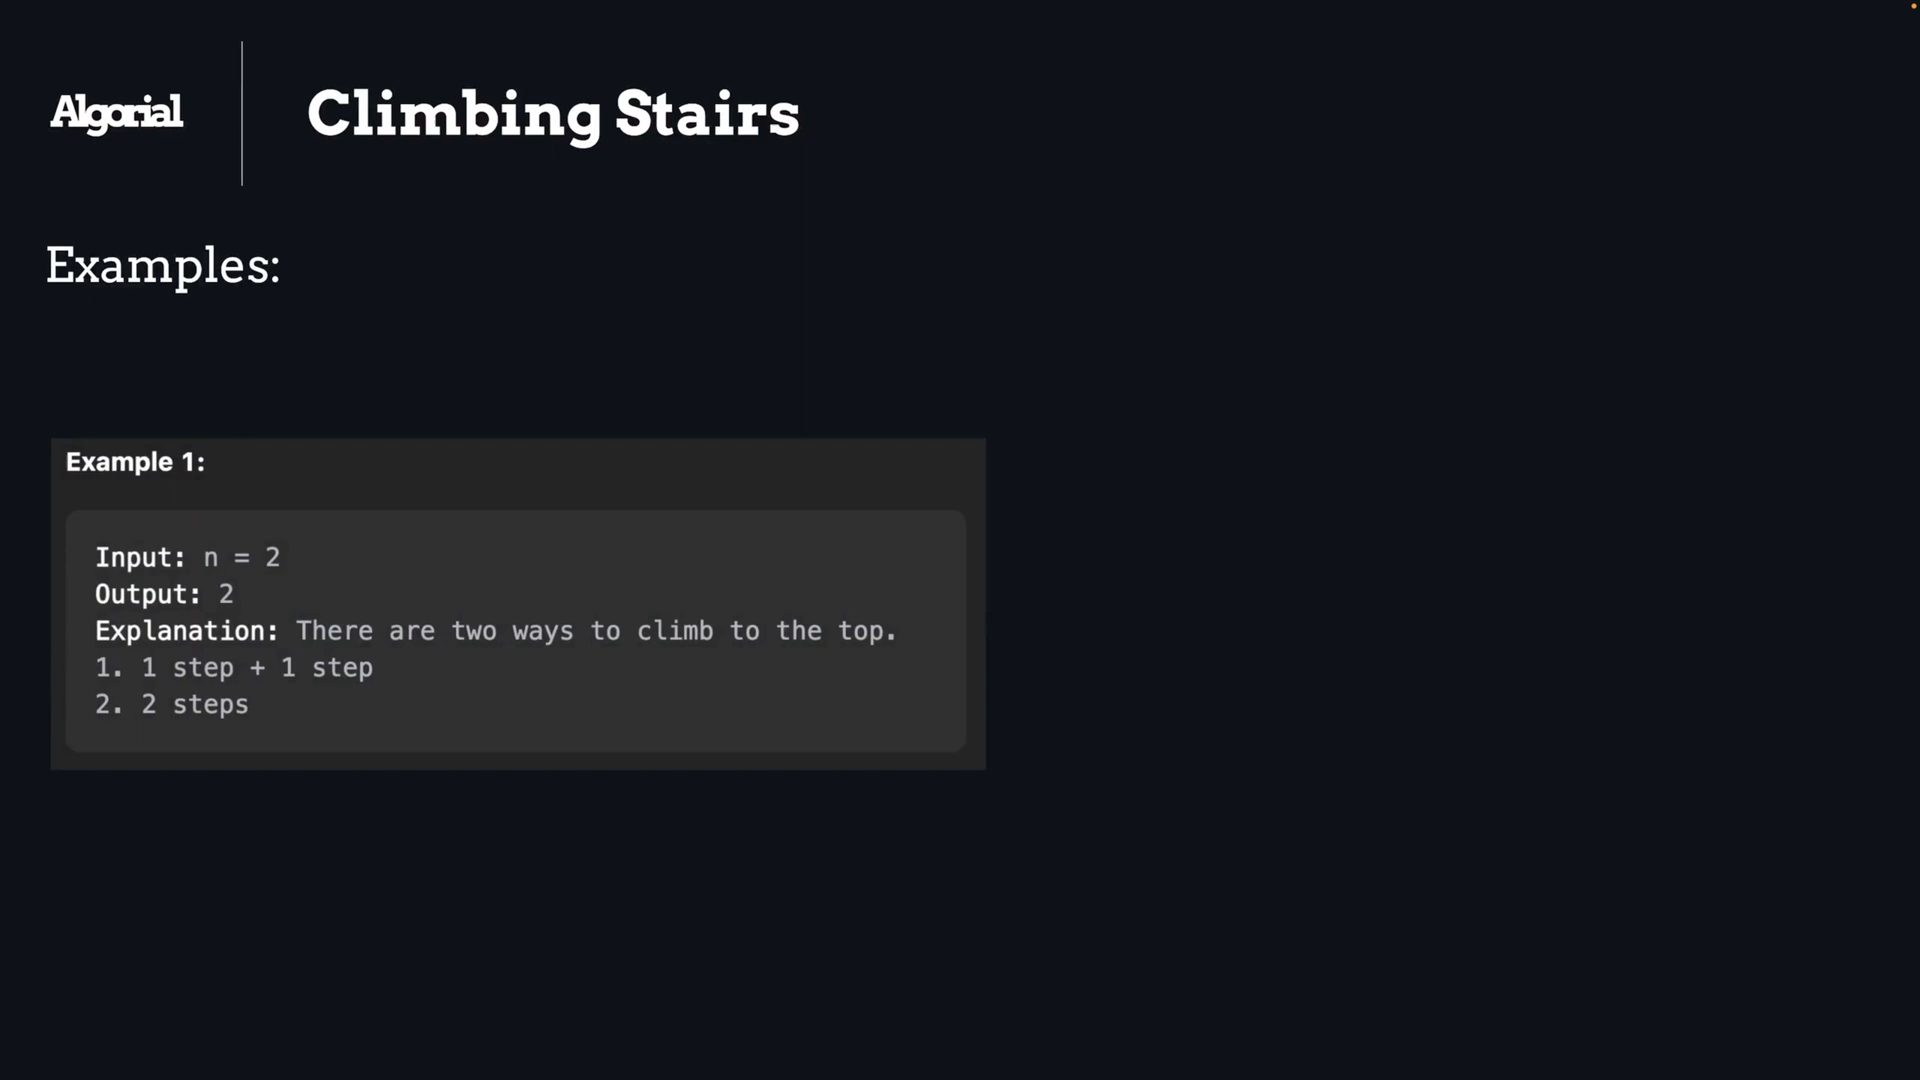 Algorial
Climbing Stairs
Examples:
Example 1:
Input: n = 2
Output: 2
Explanation: There are two ways to climb to the top.
1. 1 step + 1 step
2. 2 steps